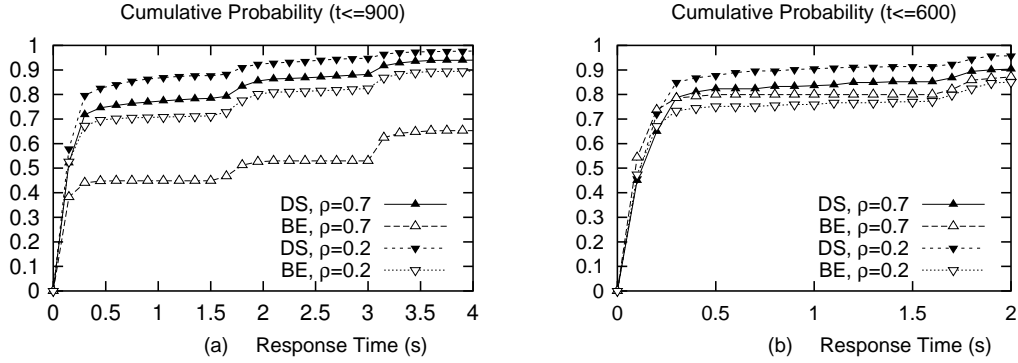 Cumulative Probability (t<=900)
1
0.9
0.8
0.7
0.6
0.5
0.4
0.3
0.2
0.1
0
DS, ρ=0.7
BE, ρ=0.7
DS, ρ=0.2
BE, ρ=0.2
0 0.5 1 1.5 2 2.5 3 3.5 4
(a) Response Time (s)
Cumulative Probability (t<=600)
1
0.9
0.8
0.7
0.6
0.5
0.4
0.3
0.2
0.1
0
DS, ρ=0.7
BE, ρ=0.7
DS, ρ=0.2
BE, ρ=0.2
0 0.5 1 1.5 2
(b) Response Time (s)